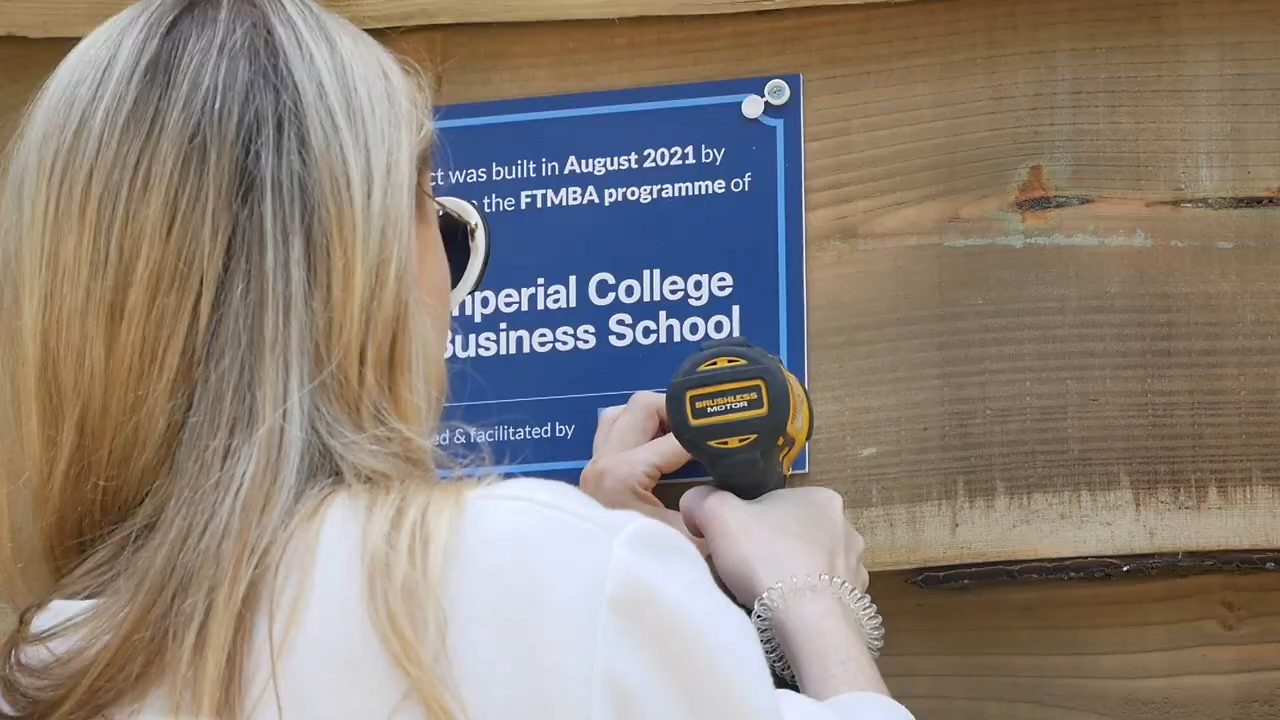 was built in August 2021 by
the FTMBA programme of
Imperial College
Business School
& facilitated by
BRUSHLESS
MOTOR